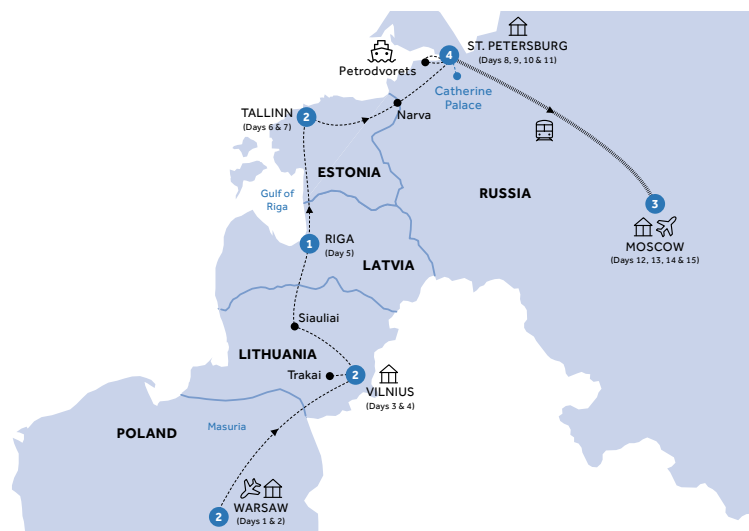 4
ST. PETERSBURG
(Days 8, 9, 10 & 11)
Petrodvorets
Catherine
Palace
TALLINN
(Days 6 & 7)
2
Narva
ESTONIA
Gulf of
Riga
RUSSIA
3
MOSCOW
(Days 12, 13, 14 & 15)
1
RIGA
(Day 5)
LATVIA
Siauliai
LITHUANIA
Trakai
2
VILNIUS
(Days 3 & 4)
POLAND
Masuria
2
WARSAW
(Days 1 & 2)